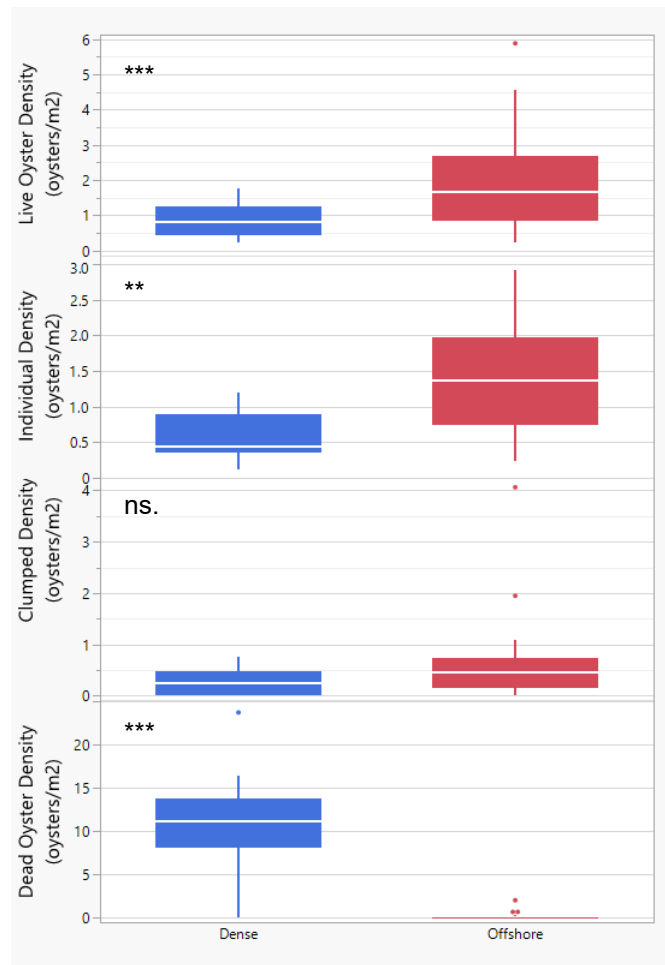 Live Oyster Density
(oysters/m2)
6
5
4
3
2
1
0
***
Individual Density
(oysters/m2)
3.0
2.5
2.0
1.5
1.0
0.5
0
**
Clumped Density
(oysters/m2)
4
3
2
1
0
ns.
Dead Oyster Density
(oysters/m2)
20
15
10
5
0
***
Dense
Offshore